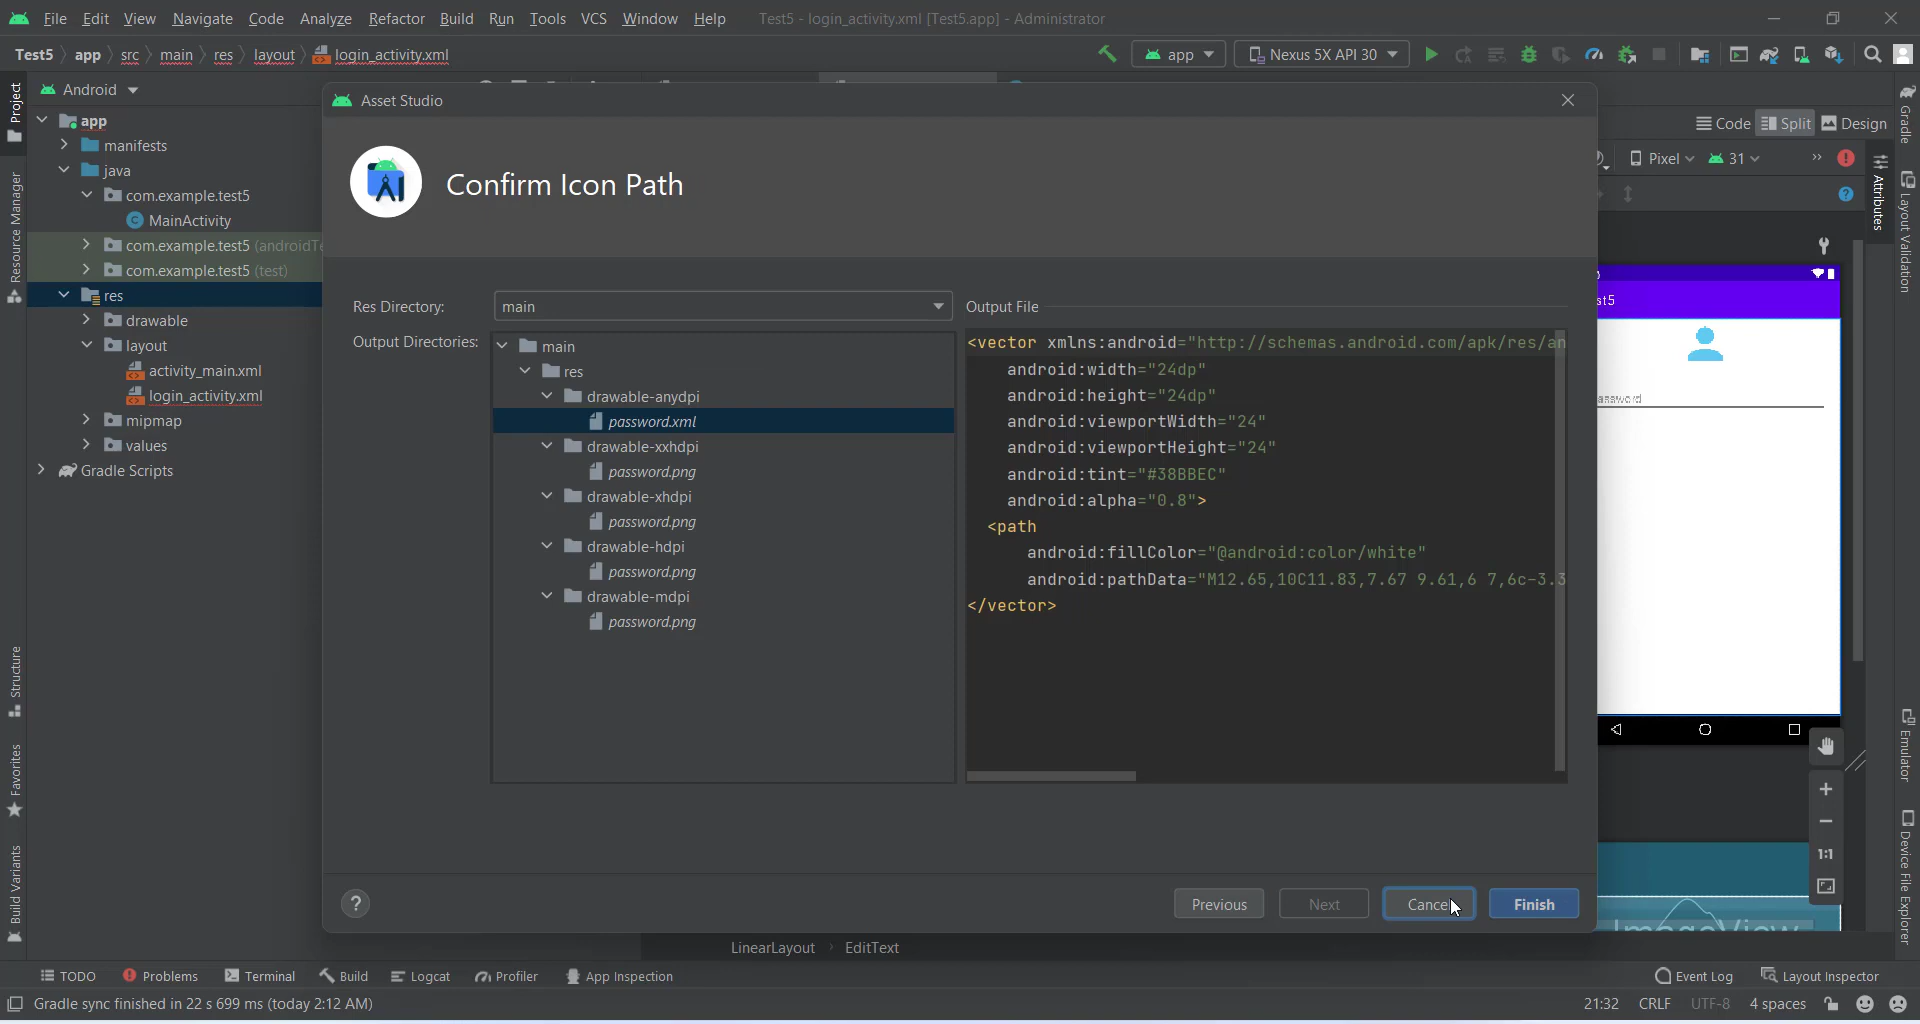 File Edit View Navigate Code Analyze Refactor Build Run Tools VCS Window Help Test5 - login_activity.xml [Test5.app] - Administrator
Test5 app src main res layout login_activity.xml app Nexus 5X API 30
Project
Resource Manager
Structure
Favorites
Build Variants
Android
app
manifests
java
com.example.test5
MainActivity
com.example.test5 (androidTe
com.example.test5 (test)
res
drawable
layout
activity_main.xml
login_activity.xml
mipmap
values
Gradle Scripts
Asset Studio
Confirm Icon Path
Res Directory: main
Output Directories:
main
res
drawable-anydpi
password.xml
drawable-xxhdpi
password.png
drawable-xhdpi
password.png
drawable-hdpi
password.png
drawable-mdpi
password.png
Output File
<vector xmlns:android="http://schemas.android.com/apk/res/an
android:width="24dp"
android:height="24dp"
android:viewportWidth="24"
android:viewportHeight="24"
android:tint="#38BBEC"
android:alpha="0.8">
<path
android:fillColor="@android:color/white"
android:pathData="M12.65,10C11.83,7.67 9.61,6 7,6c-3.3
</vector>
? Previous Next Cancel Finish
Code Split Design
Pixel 31
st5
assword
1:1
ImageView
Gradle
Attributes
Layout Validation
Emulator
Device File Explorer
LinearLayout EditText
TODO Problems Terminal Build Logcat Profiler App Inspection Event Log Layout Inspector
Gradle sync finished in 22 s 699 ms (today 2:12 AM) 21:32 CRLF UTF-8 4 spaces